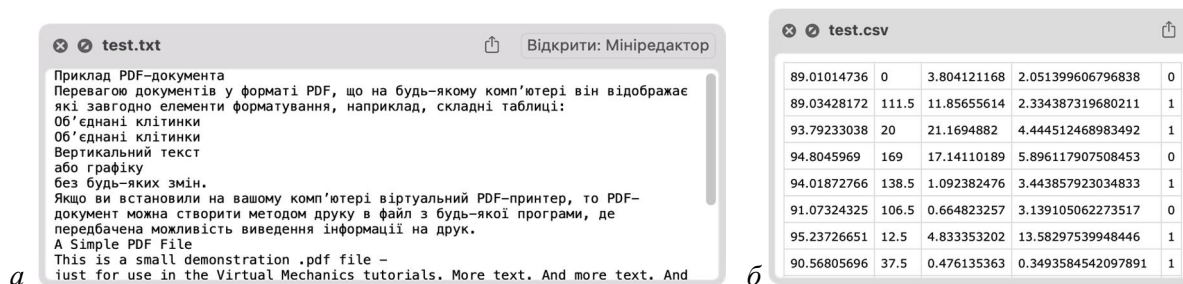 test.txt
Відкрити: Мініредактор
Приклад PDF-документа
Перевагою документів у форматі PDF, що на будь-якому комп’ютері він відображає
які завгодно елементи форматування, наприклад, складні таблиці:
Об’єднані клітинки
Об’єднані клітинки
Вертикальний текст
або графіку
без будь-яких змін.
Якщо ви встановили на вашому комп’ютері віртуальний PDF-принтер, то PDF-
документ можна створити методом друку в файл з будь-якої програми, де
передбачена можливість виведення інформації на друк.
A Simple PDF File
This is a small demonstration .pdf file -
just for use in the Virtual Mechanics tutorials. More text. And more text. And
а
test.csv
89.01014736 0 3.804121168 2.051399606796838 0
89.03428172 111.5 11.85655614 2.334387319680211 1
93.79233038 20 21.1694882 4.444512468983492 1
94.8045969 169 17.14110189 5.896117907508453 0
94.01872766 138.5 1.092382476 3.443857923034833 1
91.07324325 106.5 0.664823257 3.139105062273517 0
95.23726651 12.5 4.833353202 13.58297539948446 1
90.56805696 37.5 0.476135363 0.3493584542097891 1
б